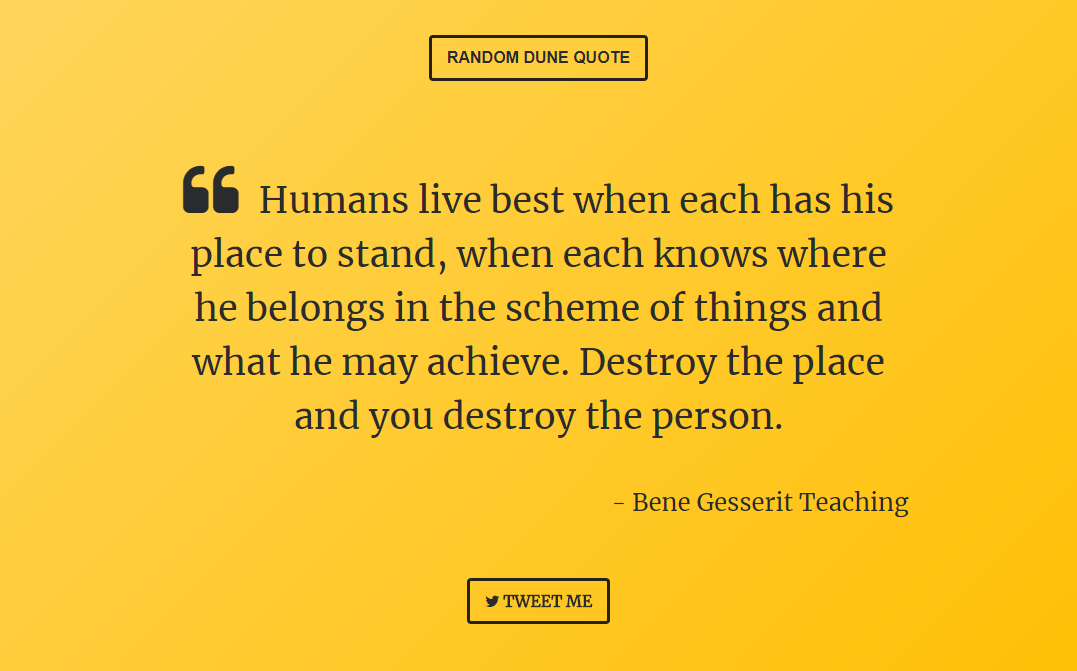 RANDOM DUNE QUOTE
❝ Humans live best when each has his
place to stand, when each knows where
he belongs in the scheme of things and
what he may achieve. Destroy the place
and you destroy the person.
- Bene Gesserit Teaching
TWEET ME